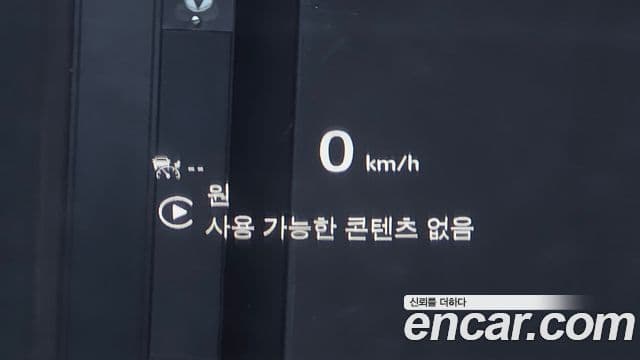 0 km/h
--
원
사용 가능한 콘텐츠 없음
신뢰를 더하다
encar.com